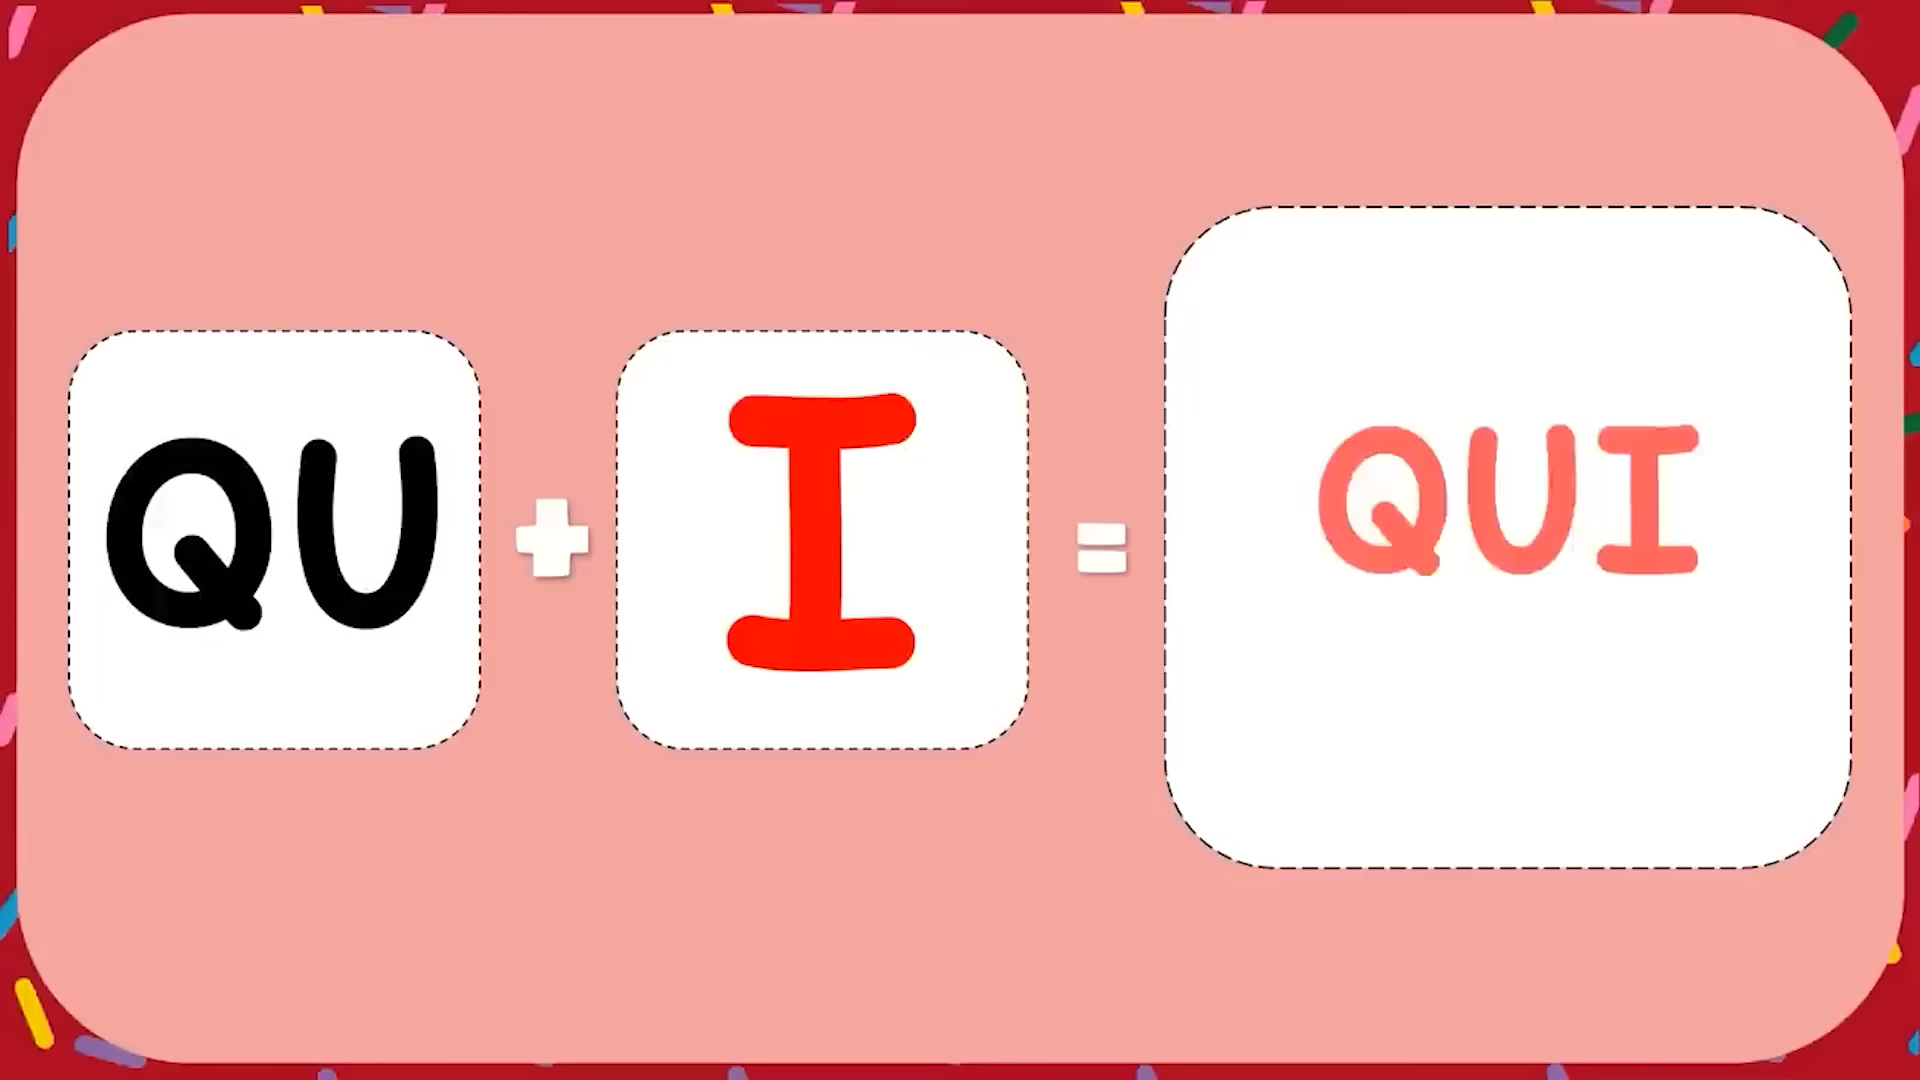 QU + I = QUI